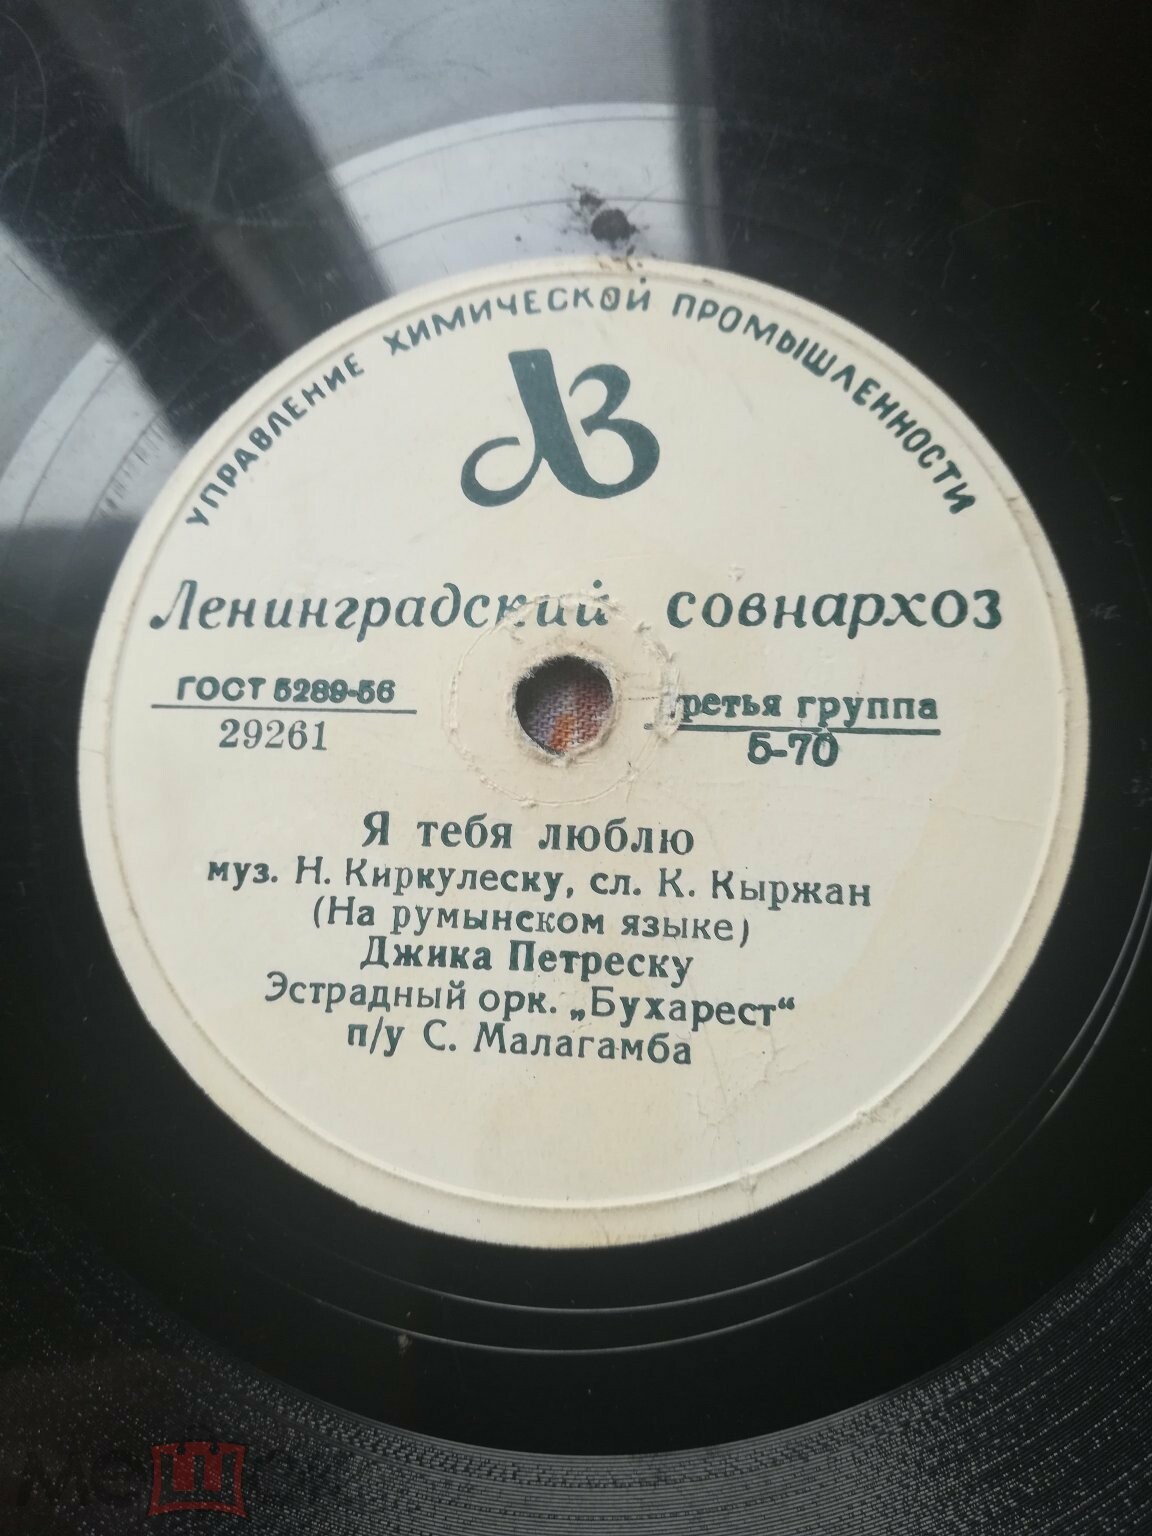 УПРАВЛЕНИЕ ХИМИЧЕСКОЙ ПРОМЫШЛЕННОСТИ
ЛЗ
Ленинградский совнархоз
ГОСТ 5289-56
29261
третья группа
5-70
Я тебя люблю
муз. Н. Киркулеску, сл. К. Кыржан
(На румынском языке)
Джика Петреску
Эстрадный орк. „Бухарест“
п/у С. Малагамба